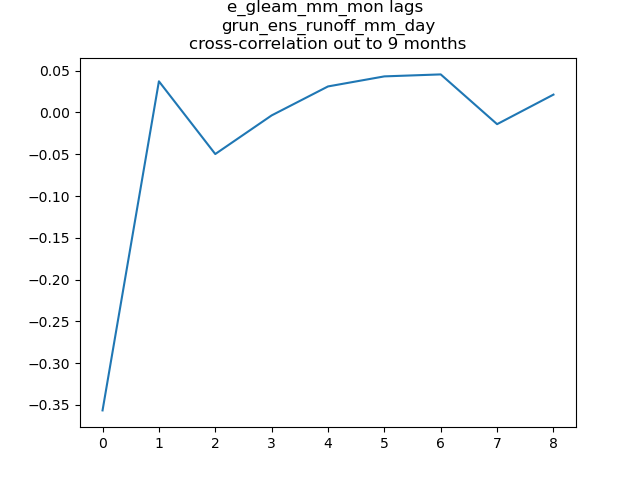 e_gleam_mm_mon lags
grun_ens_runoff_mm_day
cross-correlation out to 9 months
0.05
0.00
−0.05
−0.10
−0.15
−0.20
−0.25
−0.30
−0.35
0 1 2 3 4 5 6 7 8